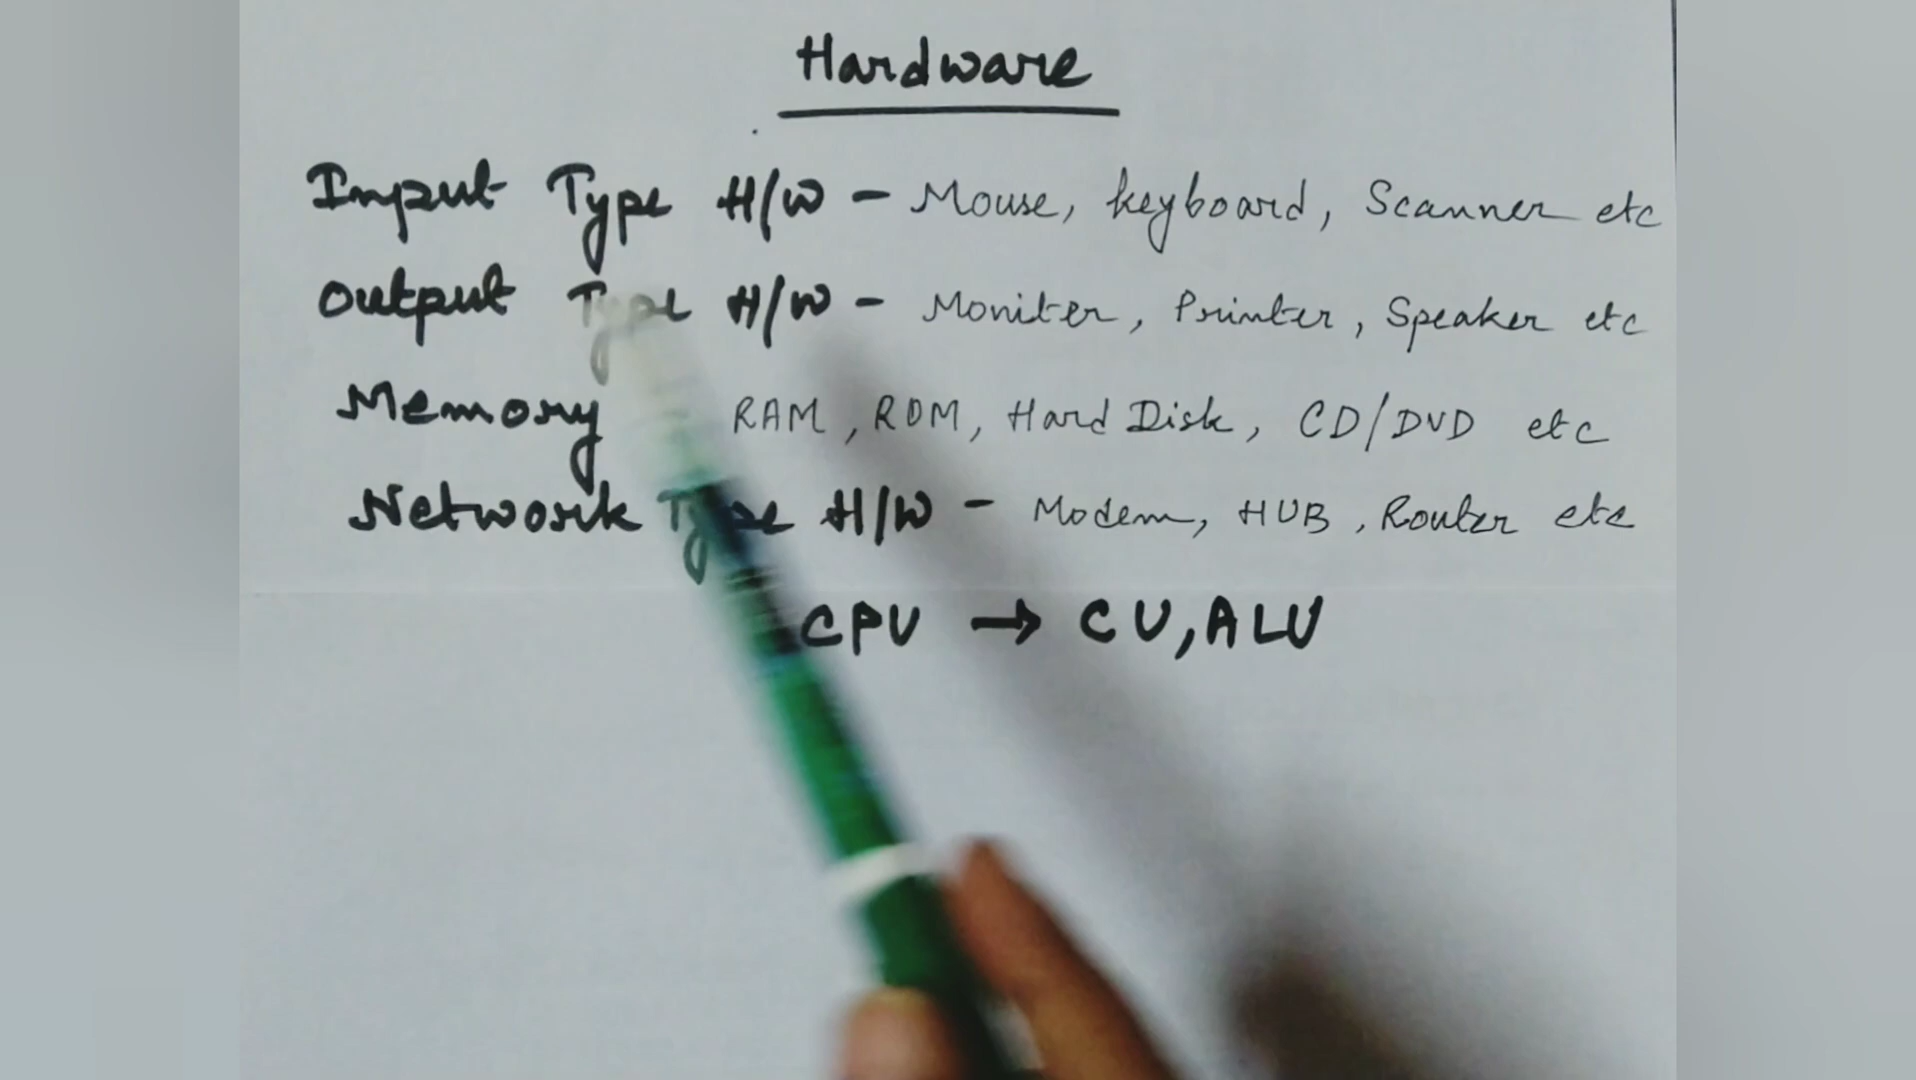 Hardware
Input Type H/W - Mouse, keyboard, Scanner etc
Output Type H/W - Moniter, Printer, Speaker etc
Memory RAM, ROM, Hard Disk, CD/DVD etc
Network Type H/W - Modem, HUB, Router etc
CPU → CU, ALU